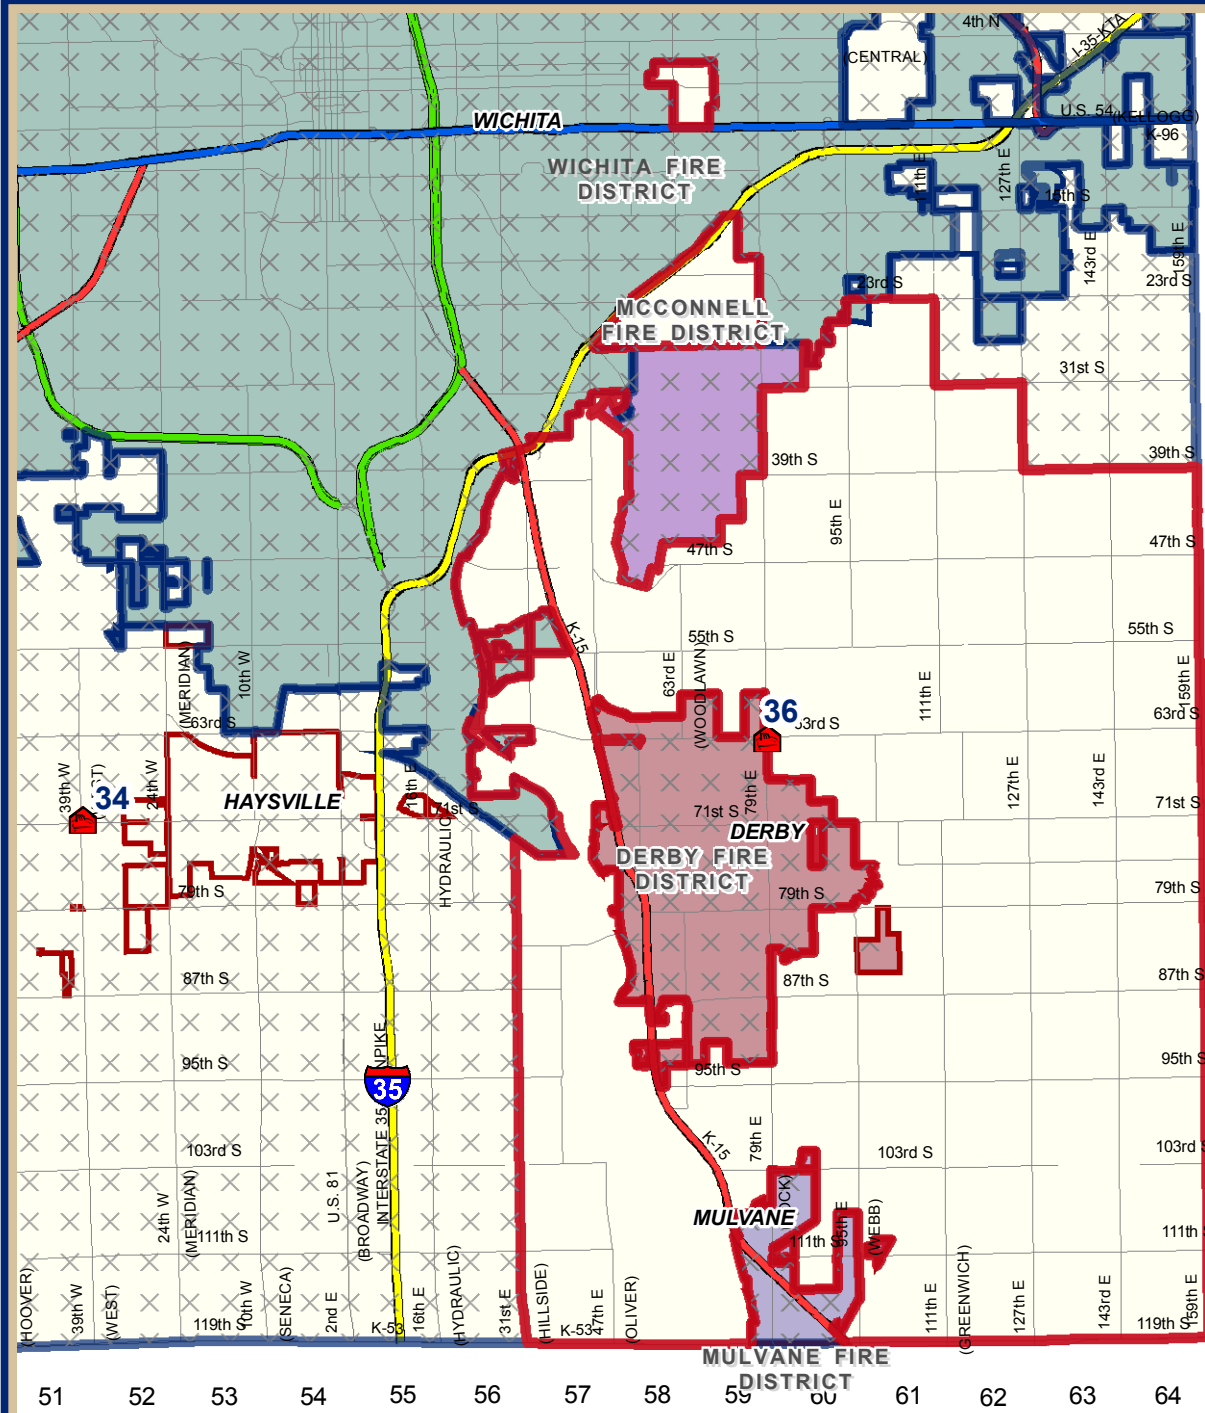 4th N
I-35-KTA
(CENTRAL)
U.S. 54
(KELLOGG)
K-96
WICHITA
WICHITA FIRE
DISTRICT
111th E
127th E
15th S
143rd E
159th E
23rd S
23rd S
MCCONNELL
FIRE DISTRICT
31st S
39th S
39th S
95th E
47th S
47th S
K-15
55th S
55th S
(MERIDIAN)
10th W
63rd E
(WOODLAWN)
111th E
159th E
63rd S
36
63rd S
63rd S
39th W
34
24th W
HAYSVILLE
16th E
71st S
(HYDRAULIC)
79th E
71st S
127th E
143rd E
71st S
DERBY
DERBY FIRE
DISTRICT
79th S
79th S
79th S
87th S
87th S
87th S
95th S
NPIKE
35
95th S
95th S
INTERSTATE 35
103rd S
K-15
79th E
103rd S
103rd S
24th W
(MERIDIAN)
111th S
U.S. 81
(BROADWAY)
MULVANE
OCK)
111th S
95th E
(WEBB)
111th S
(HOOVER)
39th W
(WEST)
119th S
10th W
(SENECA)
2nd E
K-53
16th E
(HYDRAULIC)
31st E
(HILLSIDE)
K-53
47th E
(OLIVER)
111th E
(GREENWICH)
127th E
143rd E
119th S
159th E
MULVANE FIRE
DISTRICT
51 52 53 54 55 56 57 58 59 60 61 62 63 64